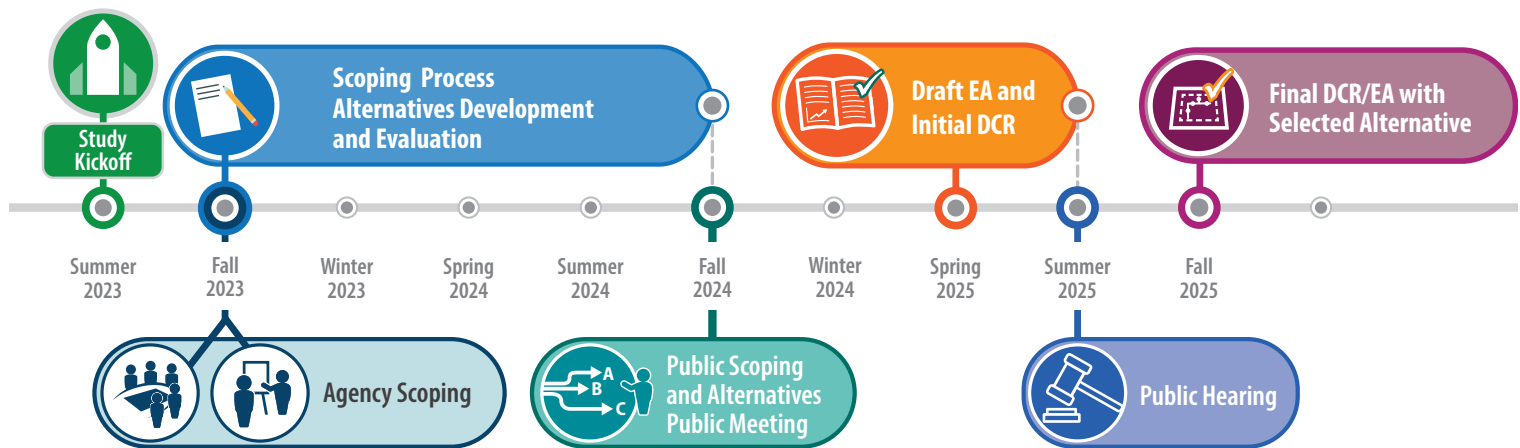 Study
Kickoff
Scoping Process
Alternatives Development
and Evaluation
Draft EA and
Initial DCR
Final DCR/EA with
Selected Alternative
Summer
2023
Fall
2023
Winter
2023
Spring
2024
Summer
2024
Fall
2024
Winter
2024
Spring
2025
Summer
2025
Fall
2025
Agency Scoping
A
B
C
Public Scoping
and Alternatives
Public Meeting
Public Hearing